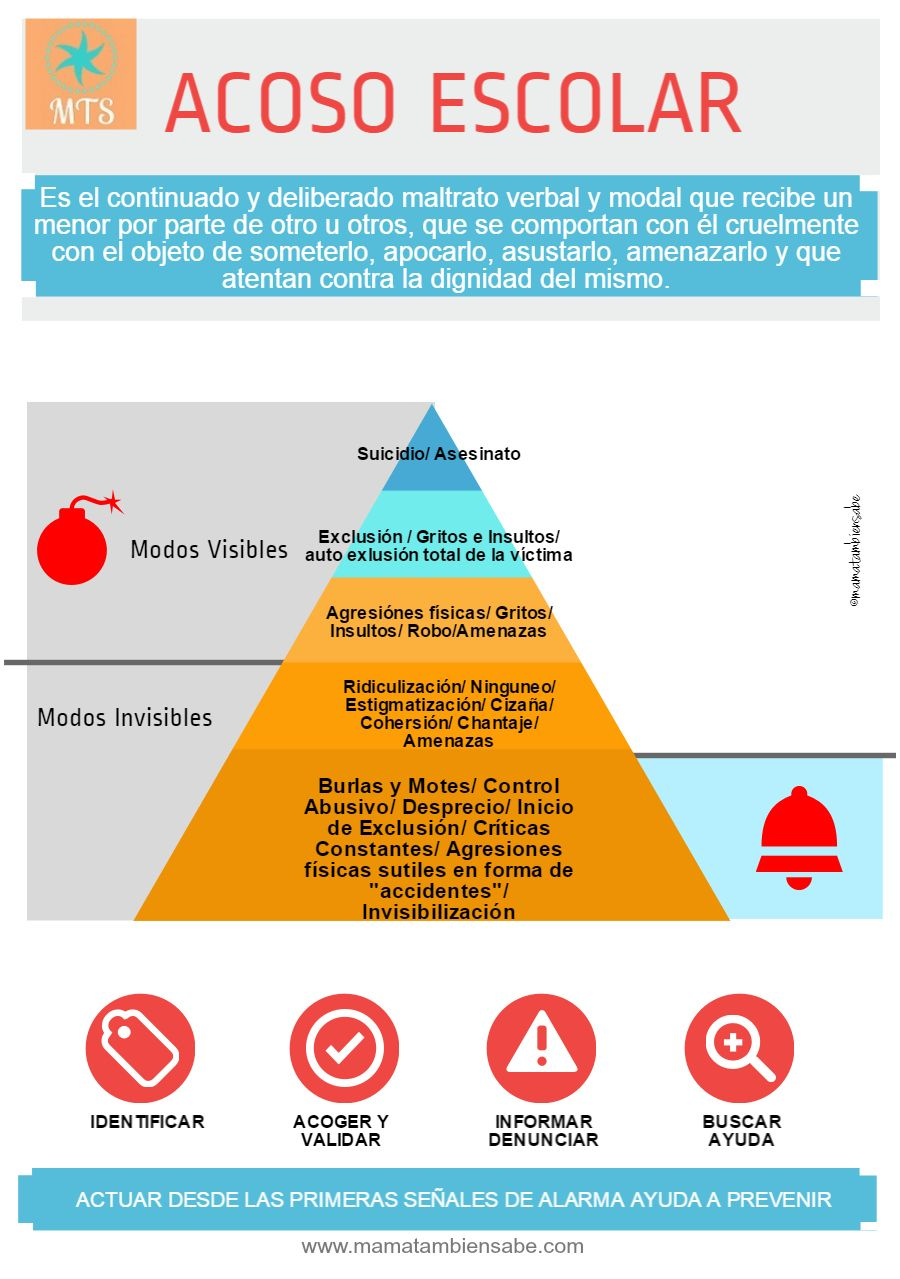 MTS
ACOSO ESCOLAR
Es el continuado y deliberado maltrato verbal y modal que recibe un
menor por parte de otro u otros, que se comportan con él cruelmente
con el objeto de someterlo, apocarlo, asustarlo, amenazarlo y que
atentan contra la dignidad del mismo.
Suicidio/ Asesinato
Modos Visibles
Exclusión / Gritos e Insultos/
auto exlusión total de la víctima
@mamatambiensabe
Agresiónes físicas/ Gritos/
Insultos/ Robo/Amenazas
Modos Invisibles
Ridiculización/ Ninguneo/
Estigmatización/ Cizaña/
Cohersión/ Chantaje/
Amenazas
Burlas y Motes/ Control
Abusivo/ Desprecio/ Inicio
de Exclusión/ Críticas
Constantes/ Agresiones
físicas sutiles en forma de
"accidentes"/
Invisibilización
IDENTIFICAR
ACOGER Y
VALIDAR
INFORMAR
DENUNCIAR
BUSCAR
AYUDA
ACTUAR DESDE LAS PRIMERAS SEÑALES DE ALARMA AYUDA A PREVENIR
www.mamatambiensabe.com